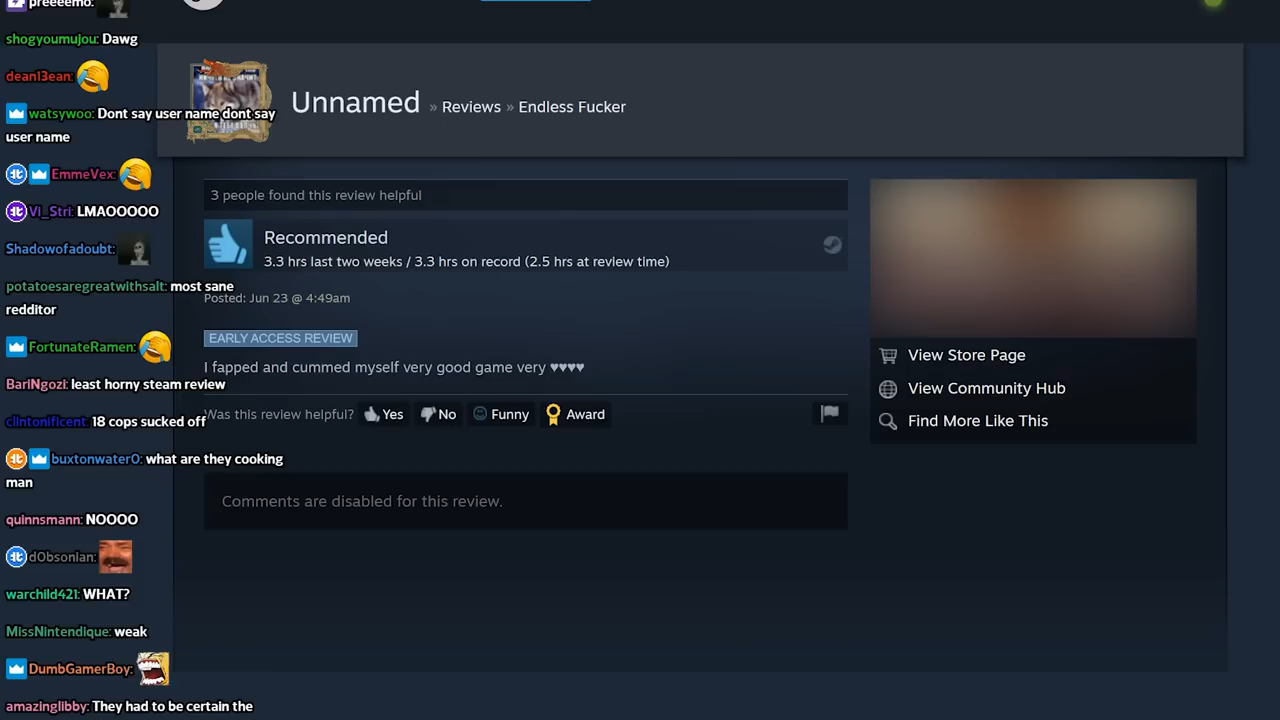 preeeemo:
shogyoumujou: Dawg
dean13ean:
watsywoo: Dont say user name dont say
user name
EmmeVex:
VI_Stri: LMAOOOOO
Shadowofadoubt:
potatoesaregreatwithsalt: most sane
redditor
FortunateRamen:
BariNgozi: least horny steam review
clintonificent: 18 cops sucked off
buxtonwater0: what are they cooking
man
quinnsmann: NOOOO
d0bsonian:
warchild421: WHAT?
MissNintendique: weak
DumbGamerBoy:
amazinglibby: They had to be certain the
Unnamed » Reviews » Endless Fucker
3 people found this review helpful
Recommended
3.3 hrs last two weeks / 3.3 hrs on record (2.5 hrs at review time)
Posted: Jun 23 @ 4:49am
EARLY ACCESS REVIEW
I fapped and cummed myself very good game very ♥♥♥♥
Was this review helpful? Yes No Funny Award
Comments are disabled for this review.
View Store Page
View Community Hub
Find More Like This